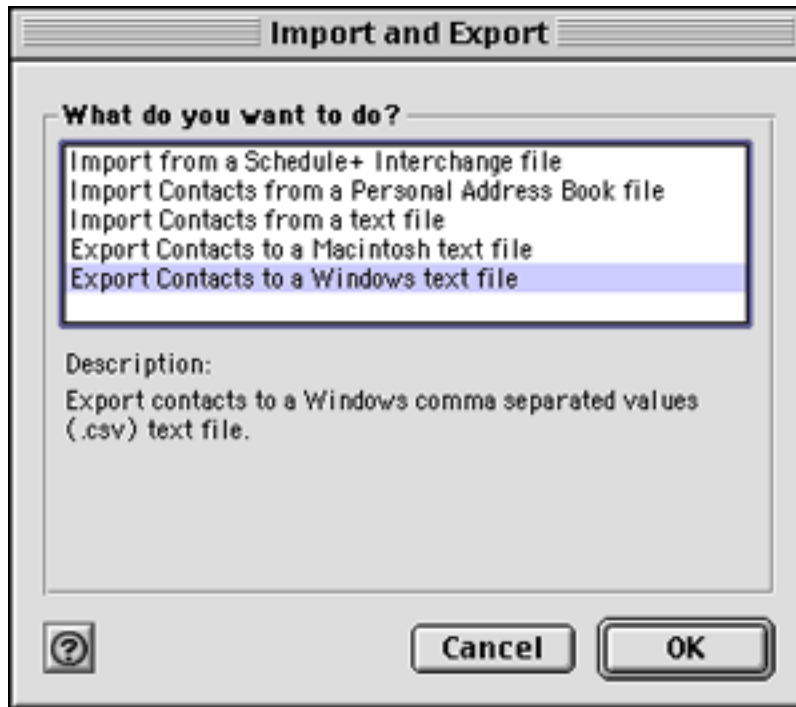 Import and Export
What do you want to do?
Import from a Schedule+ Interchange file
Import Contacts from a Personal Address Book file
Import Contacts from a text file
Export Contacts to a Macintosh text file
Export Contacts to a Windows text file
Description:
Export contacts to a Windows comma separated values
(.csv) text file.
?
Cancel
OK